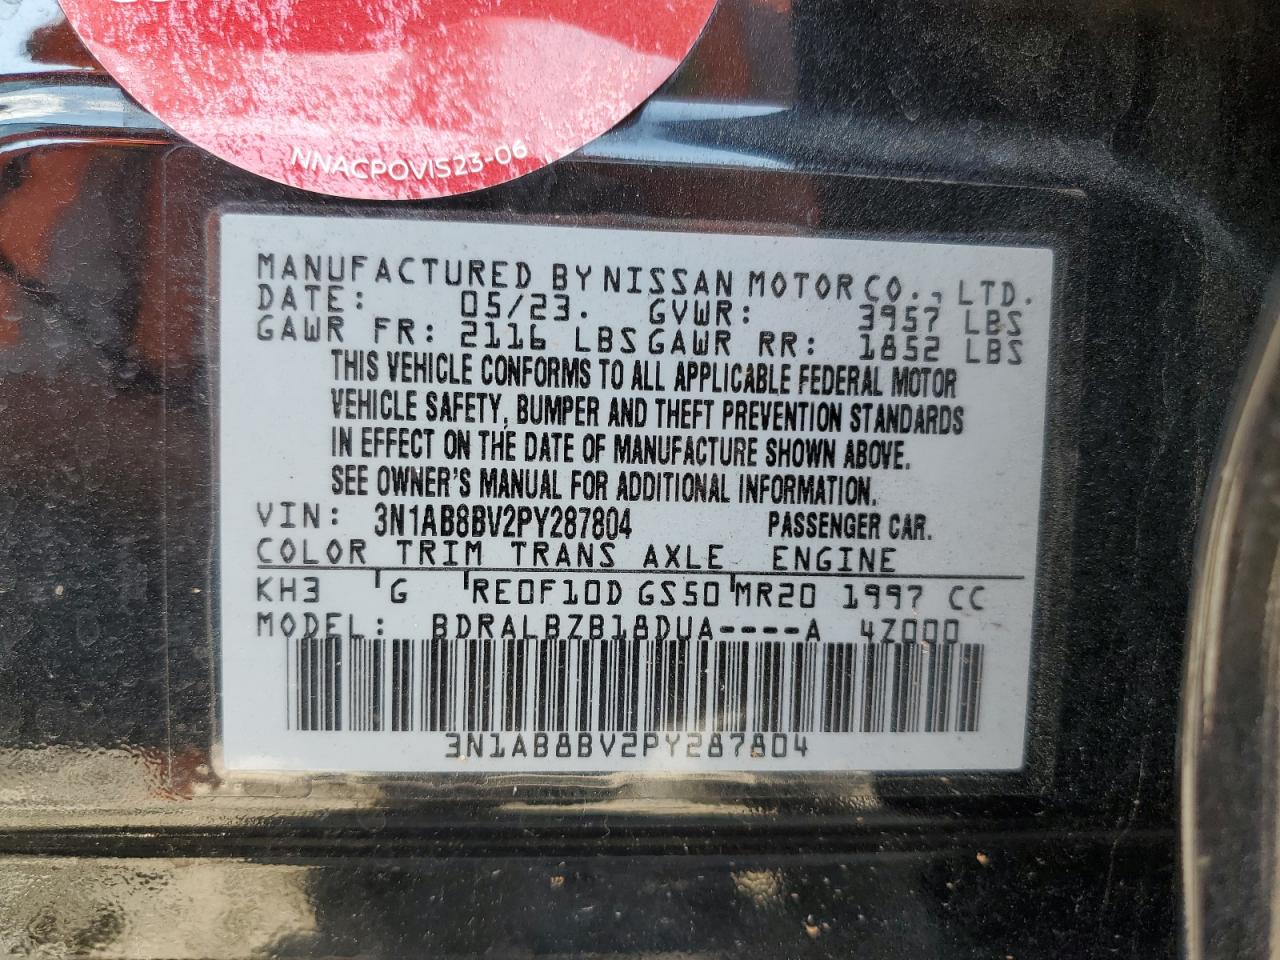 NNACPOVIS23-06
MANUFACTURED BY NISSAN MOTOR CO., LTD.
DATE: 05/23. GVWR: 3957 LBS
GAWR FR: 2116 LBS GAWR RR: 1852 LBS
THIS VEHICLE CONFORMS TO ALL APPLICABLE FEDERAL MOTOR
VEHICLE SAFETY, BUMPER AND THEFT PREVENTION STANDARDS
IN EFFECT ON THE DATE OF MANUFACTURE SHOWN ABOVE.
SEE OWNER'S MANUAL FOR ADDITIONAL INFORMATION.
VIN: 3N1AB8BV2PY287804 PASSENGER CAR.
COLOR TRIM TRANS AXLE ENGINE
KH3 G RE0F10D GS50 MR20 1997 CC
MODEL: BDRALBZB18DUA----A 4Z000
3N1AB8BV2PY287804